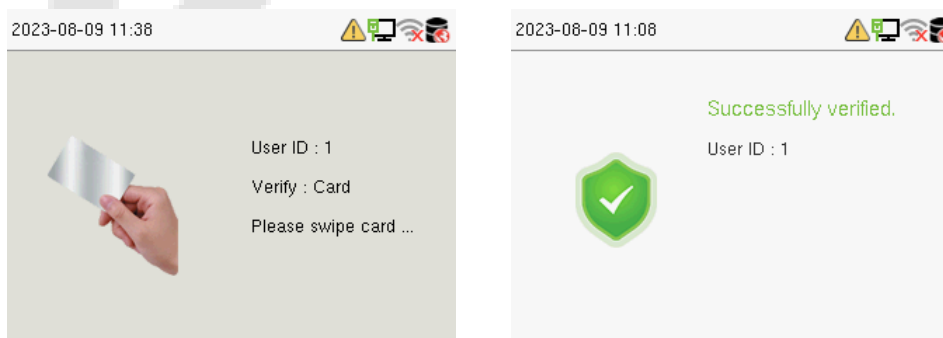 2023-08-09 11:38
User ID : 1
Verify : Card
Please swipe card ...
2023-08-09 11:08
Successfully verified.
User ID : 1